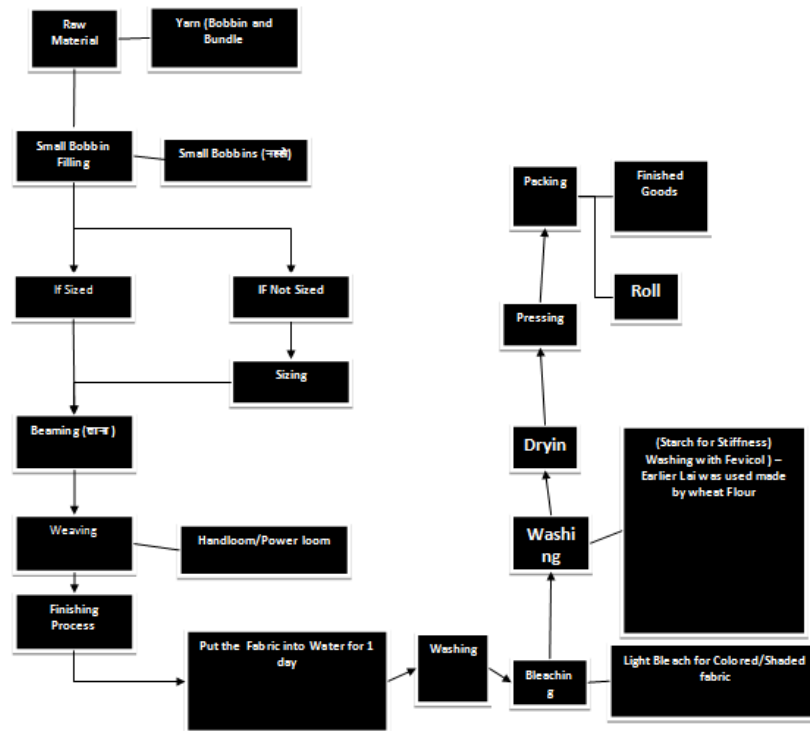 Raw
Material
Yarn (Bobbin and
Bundle
Small Bobbin
Filling
Small Bobbins (नल्ले)
If Sized
IF Not Sized
Sizing
Beaming (
Weaving
Handloom/Power loom
Finishing
Process
Put the Fabric into Water for 1
day
Washing
Bleachin
g
Light Bleach for Colored/Shaded
fabric
Washi
ng
(Starch for Stiffness)
Washing with Fevicol ) –
Earlier Lai was used made
by wheat Flour
Dryin
Pressing
Packing
Finished
Goods
Roll